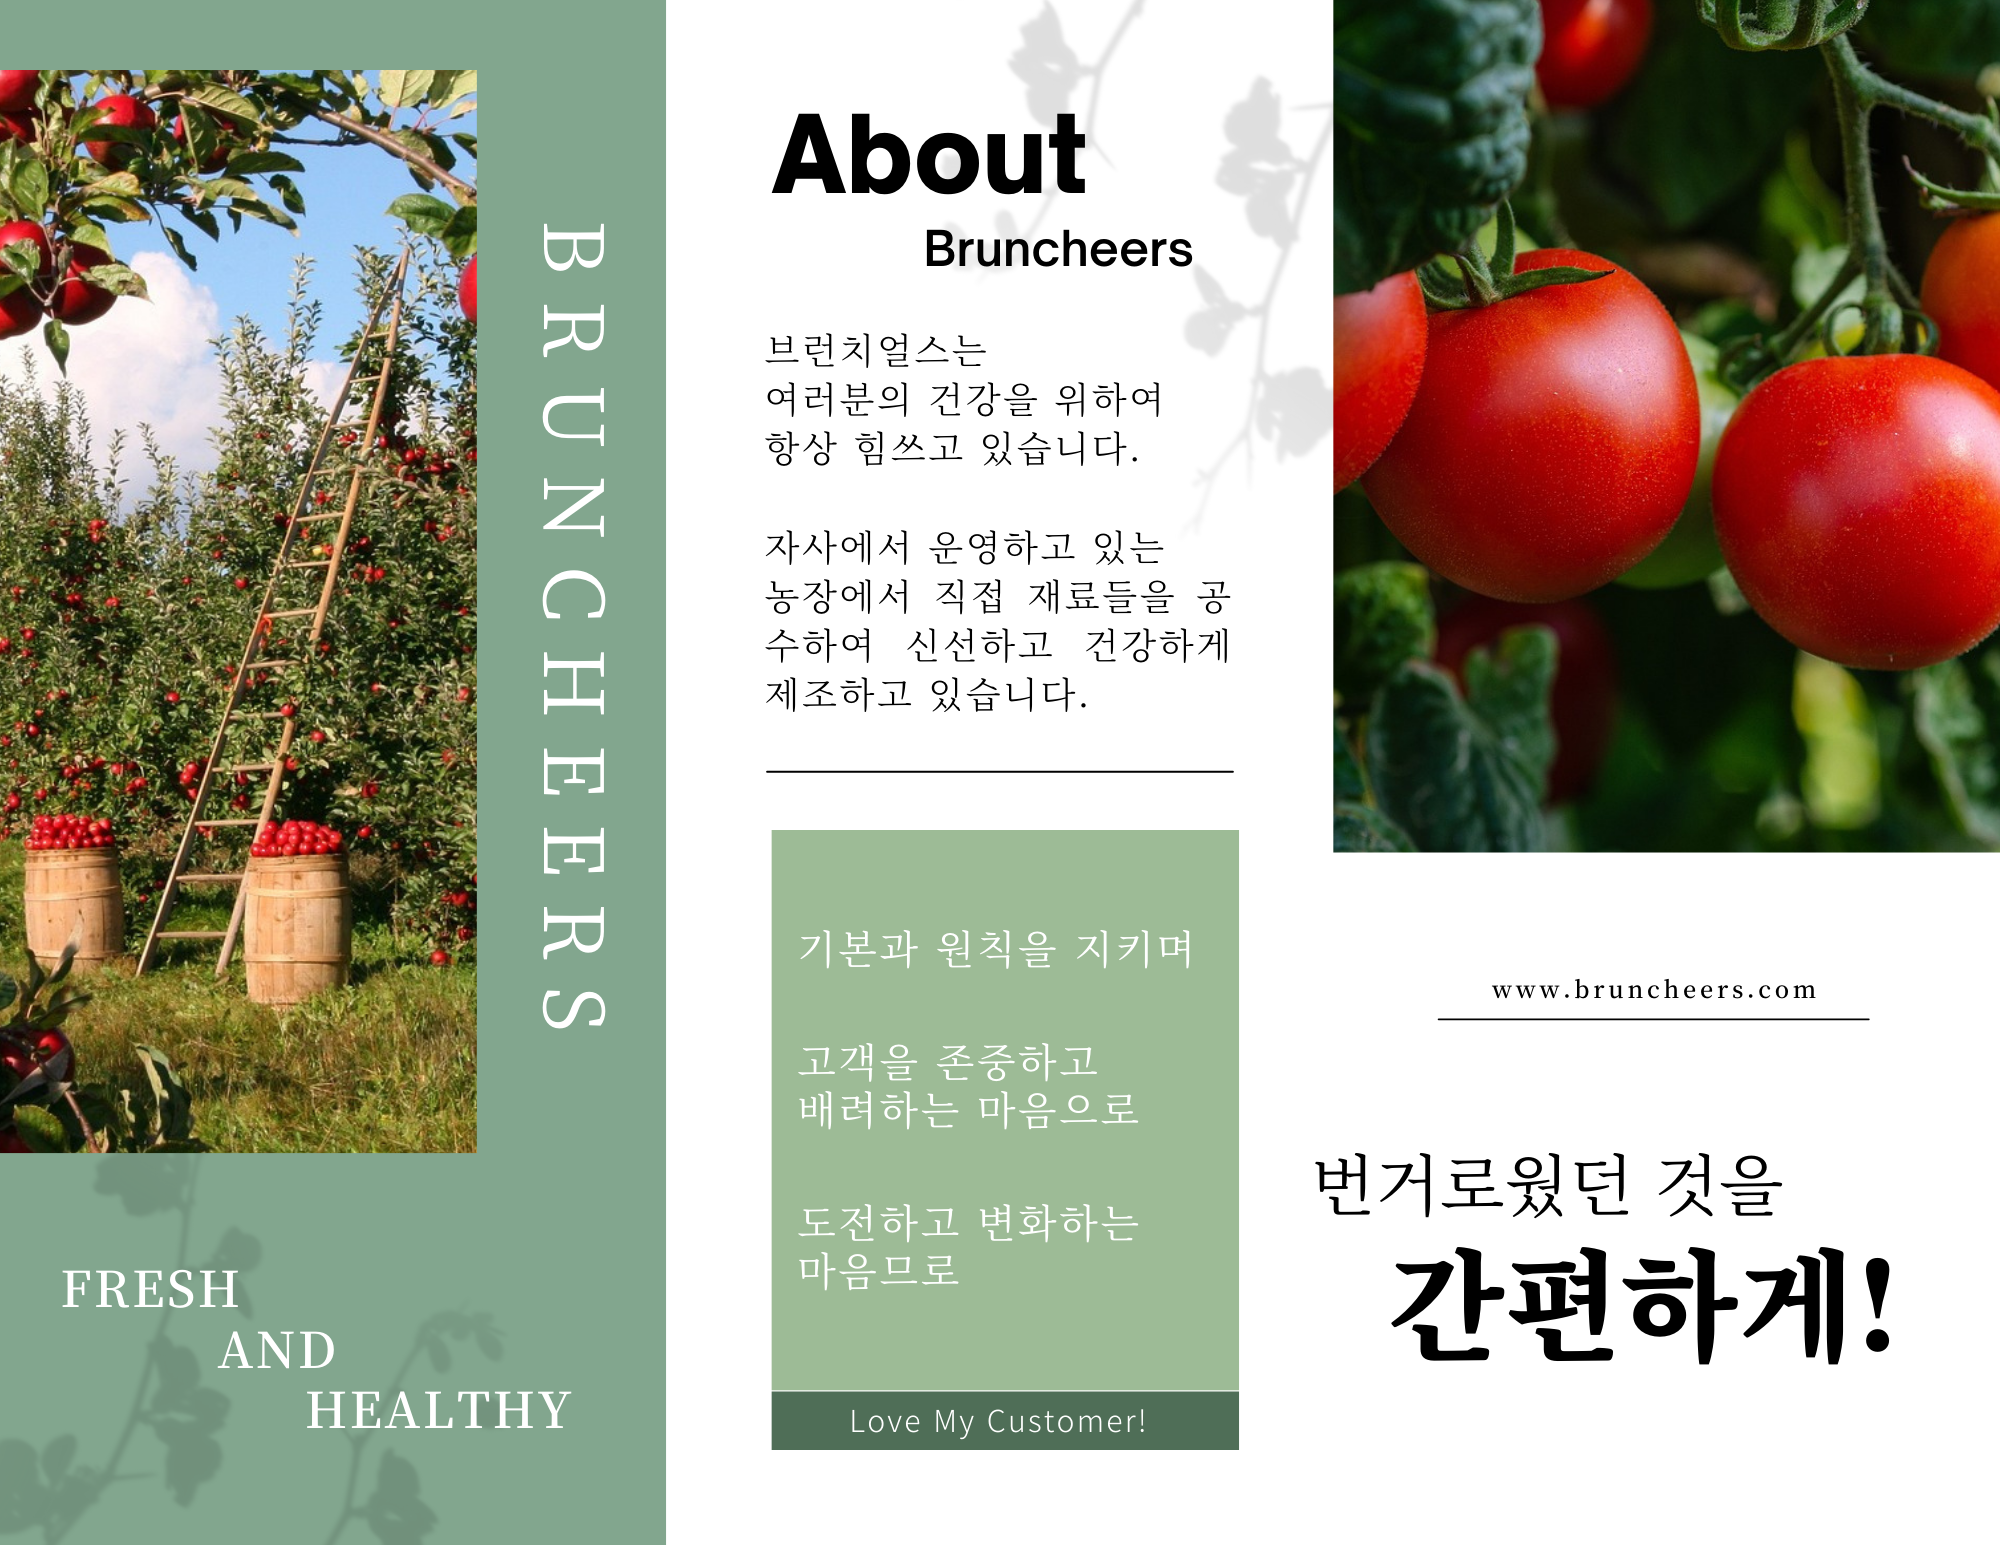 BRUNCHEERS
FRESH
AND
HEALTHY
About
Bruncheers
브런치얼스는
여러분의 건강을 위하여
항상 힘쓰고 있습니다.
자사에서 운영하고 있는
농장에서 직접 재료들을 공
수하여 신선하고 건강하게
제조하고 있습니다.
기본과 원칙을 지키며
고객을 존중하고
배려하는 마음으로
도전하고 변화하는
마음므로
Love My Customer!
www.bruncheers.com
번거로웠던 것을
간편하게!